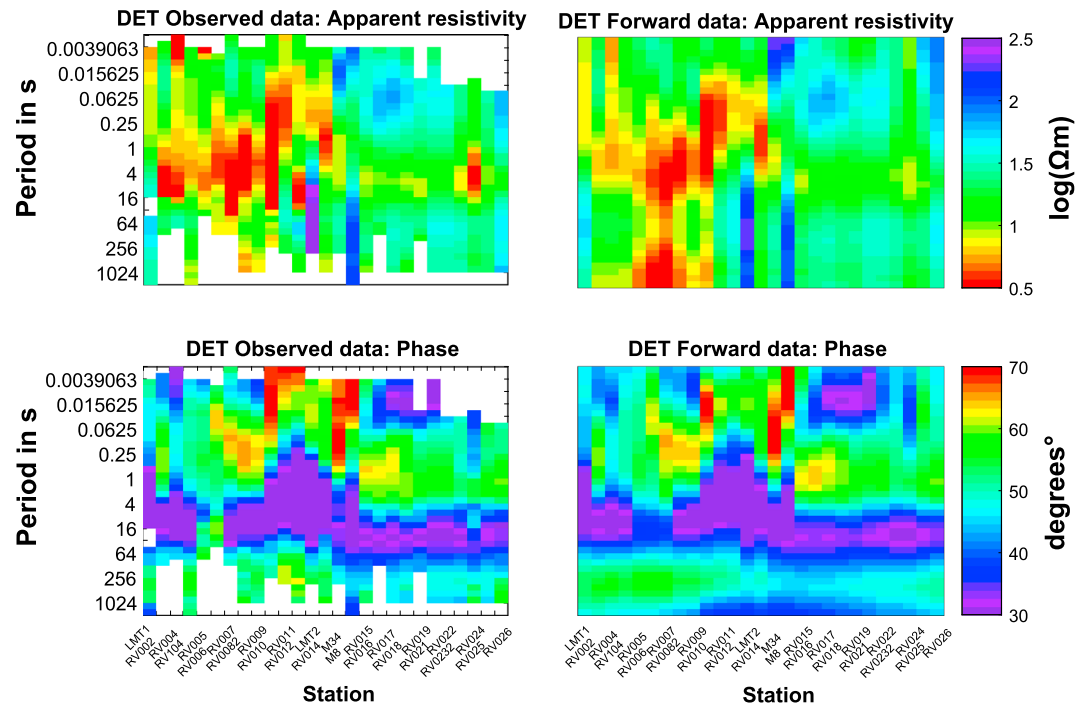 DET Observed data: Apparent resistivity
DET Forward data: Apparent resistivity
Period in s
0.0039063
0.015625
0.0625
0.25
1
4
16
64
256
1024
2.5
2
1.5
1
0.5
log(Ωm)
DET Observed data: Phase
DET Forward data: Phase
Period in s
0.0039063
0.015625
0.0625
0.25
1
4
16
64
256
1024
70
60
50
40
30
degrees°
LMT1
RV002
RV004
RV104
RV005
RV006
RV007
RV0082
RV009
RV010
RV011
RV012
LMT2
RV014
M34
M8
RV015
RV016
RV017
RV018
RV019
RV021
RV022
RV0232
RV024
RV025
RV026
Station
LMT1
RV002
RV004
RV104
RV005
RV006
RV007
RV0082
RV009
RV010
RV011
RV012
LMT2
RV014
M34
M8
RV015
RV016
RV017
RV018
RV019
RV021
RV022
RV0232
RV024
RV025
RV026
Station